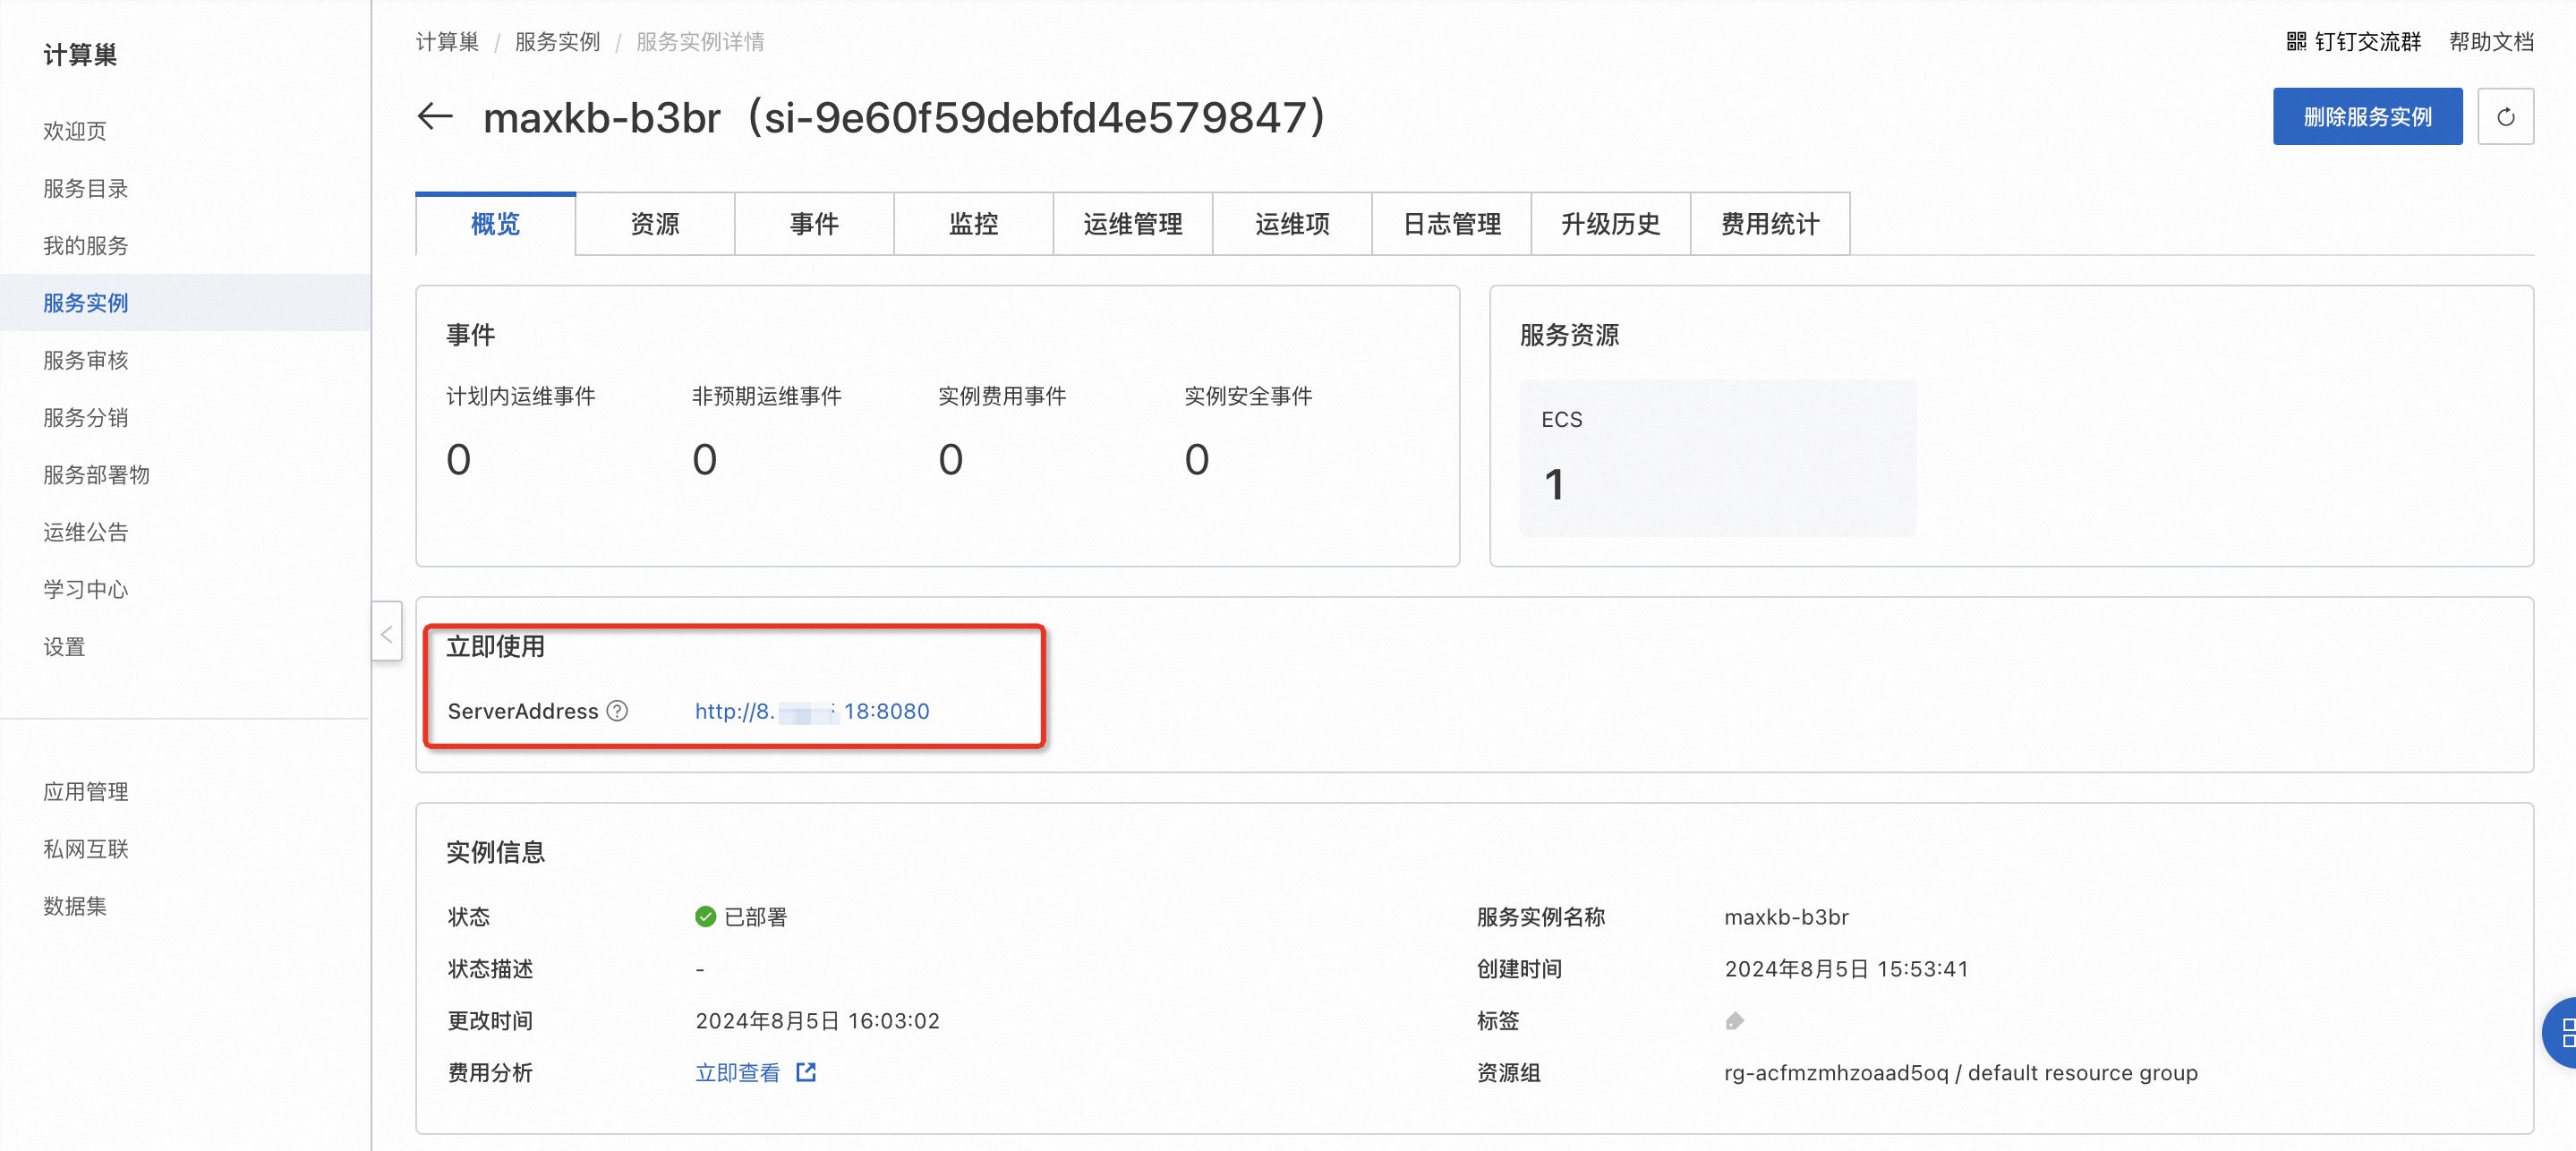 计算巢
欢迎页
服务目录
我的服务
服务实例
服务审核
服务分销
服务部署物
运维公告
学习中心
设置
应用管理
私网互联
数据集
计算巢 / 服务实例 / 服务实例详情
钉钉交流群 帮助文档
maxkb-b3br（si-9e60f59debfd4e579847）
删除服务实例
概览 资源 事件 监控 运维管理 运维项 日志管理 升级历史 费用统计
事件
计划内运维事件 非预期运维事件 实例费用事件 实例安全事件
0 0 0 0
服务资源
ECS
1
立即使用
ServerAddress http://8. 18:8080
实例信息
状态 已部署 服务实例名称 maxkb-b3br
状态描述 - 创建时间 2024年8月5日 15:53:41
更改时间 2024年8月5日 16:03:02 标签
费用分析 立即查看 资源组 rg-acfmzmhzoaad5oq / default resource group